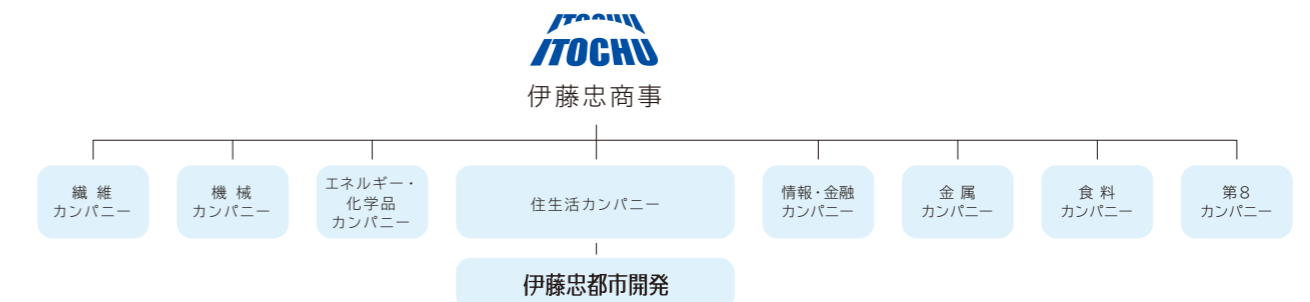 ITOCHU
ITOCHU
伊藤忠商事
繊維
カンパニー
機械
カンパニー
エネルギー・
化学品
カンパニー
住生活カンパニー
情報・金融
カンパニー
金属
カンパニー
食料
カンパニー
第8
カンパニー
伊藤忠都市開発